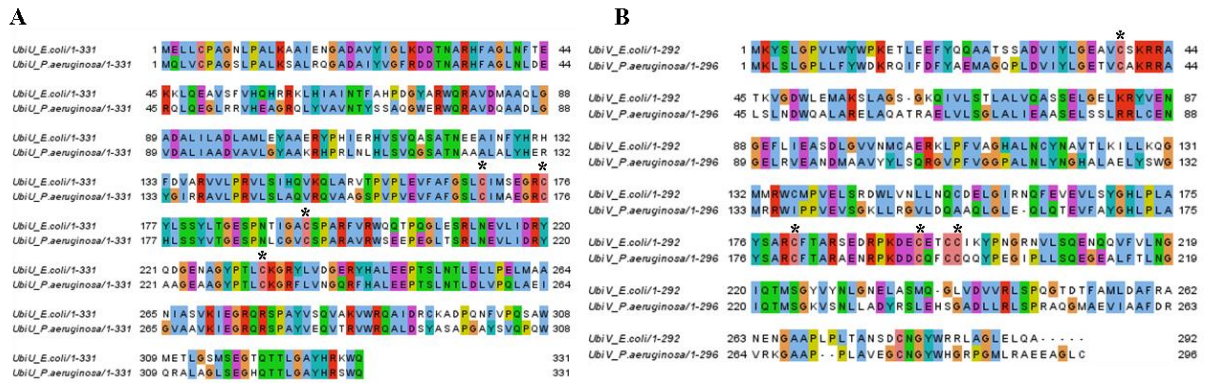 A
UbiU_E.coli/1-331 1 MELLCPAGNLPALKAAIENGADAVYIGLKDDTNARHFAGLNFTE 44
UbiU_P.aeruginosa/1-331 1 MQLVCPAGSLPALKSALRQGADAIYVGFRDDTNARHFAGLNLDE 44
UbiU_E.coli/1-331 45 KKLQEAVSFVHQHRRKLHIAINTFAHPDGYARWQRAVDMAAQLG 88
UbiU_P.aeruginosa/1-331 45 RQLQEGLRRVHEAGRQLYVAVNTYSSAQGWERWQRAVDQAADLG 88
UbiU_E.coli/1-331 89 ADALILADLAMLEYAAERYPHIERHVSVQASATNEEAINFYHRH 132
UbiU_P.aeruginosa/1-331 89 VDALIAADVAVLGYAAKRHPRLNLHLSVQGSATNAAALALYHER 132
* *
UbiU_E.coli/1-331 133 FDVARVVLPRVLSIHQVKQLARVTPVPLEVFAFGSLCIMSEGRC 176
UbiU_P.aeruginosa/1-331 133 YGIRRAVLPRVLSLAQVRQVAAGSPVPLEVFAFGSLCIMAEGRC 176
*
UbiU_E.coli/1-331 177 YLSSYLTGESPNTIGACSPARFVRWQQTPQGLESRLNEVLIDRY 220
UbiU_P.aeruginosa/1-331 177 HLSSYVTGESPNLCGVCSPARAVRWSEEPEGLTSRLNEVLIDRY 220
*
UbiU_E.coli/1-331 221 QDGENAGYPTLCKGRYLVDGERYHALEEPTSLNTLELLPELMAA 264
UbiU_P.aeruginosa/1-331 221 AAGEAAGYPTLCKGRFLVNGQRFHALEEPTSLNTLDLVPQLAEI 264
UbiU_E.coli/1-331 265 NIASVKIEGRQRSPAYVSQVAKVWRQAIDRCKADPQNFVPQSAW 308
UbiU_P.aeruginosa/1-331 265 GVAAVKIEGRQRSPAYVEQVTRVWRQALDSYASAPGAYSVQPQW 308
UbiU_E.coli/1-331 309 METLGSMSEGTQTTLGAYHRKWQ 331
UbiU_P.aeruginosa/1-331 309 QRALAGLSEGHQTTLGAYHRSWQ 331
B
*
UbiV_E.coli/1-292 1 MKYSLGPVLWYWPKETLEEFYQQAATSSADVIYLGEAVCSKRRA 44
UbiV_P.aeruginosa/1-296 1 MKLSLGPLLFYWDKRQIFDFYAEMAGQPLDVIYLGETVCAKRRA 44
UbiV_E.coli/1-292 45 TKVGDWLEMAKSLAGS-GKQIVLSTLALVQASSELGELKRYVEN 87
UbiV_P.aeruginosa/1-296 45 LSLNDWQALARELAQATRAELVLSGLALIEAASELSSLRRLCEN 88
UbiV_E.coli/1-292 88 GEFLIEASDLGVVNMCAERKLPFVAGHALNCYNAVTLKILLKQG 131
UbiV_P.aeruginosa/1-296 89 GELRVEANDMAAVYYLSQRGVPFVGGPALNLYNGHALAELYSWG 132
UbiV_E.coli/1-292 132 MMRWCMPVELSRDWLVNLLNQCDELGIRNQFEVEVLSYGHLPLA 175
UbiV_P.aeruginosa/1-296 133 MRRWIPPVEVSGKLLRGVLDQAAQLGLE-QLQTEVFAYGHLPLA 175
* * *
UbiV_E.coli/1-292 176 YSARCFTARSEDRPKDECETCCIKYPNGRNVLSQENQQVFVLNG 219
UbiV_P.aeruginosa/1-296 176 YSARCFTARAENRPKDDCQFCCQQYPEGIPLLSQEGEALFTLNG 219
UbiV_E.coli/1-292 220 IQTMSGYVYNLGNELASMQ-GLVDVVRLSPQGTDTFAMLDAFRA 262
UbiV_P.aeruginosa/1-296 220 IQTMSGKVSNLLADYRSLEHSGADLLRLSPRAQGMAEVIDAFDR 263
UbiV_E.coli/1-292 263 NENGAAPLPLTANSDCNGYWRRLAGLELQA----- 292
UbiV_P.aeruginosa/1-296 264 VRKGAAP--PLAVEGCNGYWHGRPGMLRAEEAGLC 296